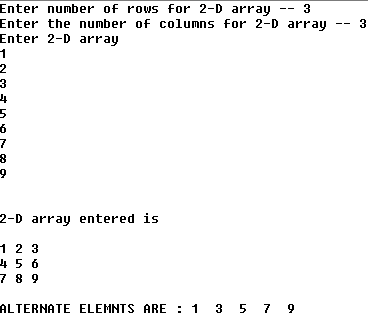 Enter number of rows for 2-D array -- 3
Enter the number of columns for 2-D array -- 3
Enter 2-D array
1
2
3
4
5
6
7
8
9
2-D array entered is
1 2 3
4 5 6
7 8 9
ALTERNATE ELEMNTS ARE : 1  3  5  7  9